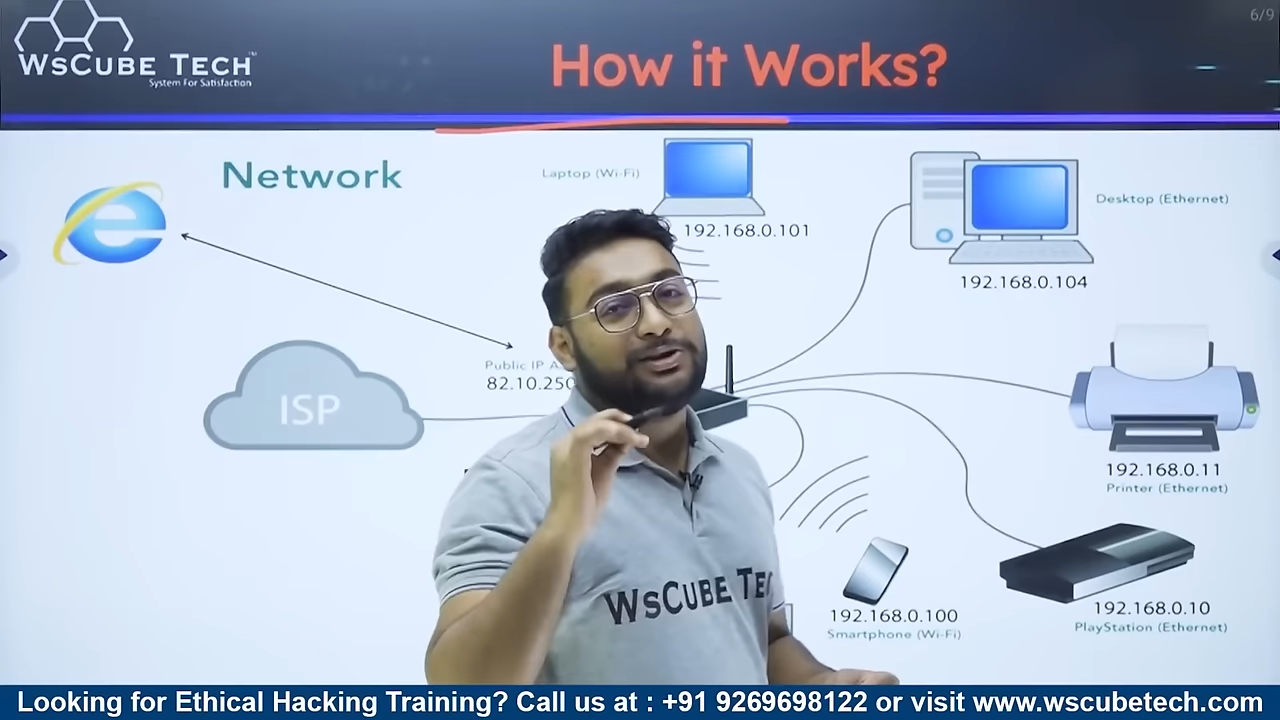 6/9
WsCube Tech™
System For Satisfaction
How it Works?
Network
Laptop (Wi-Fi)
192.168.0.101
Desktop (Ethernet)
192.168.0.104
Public IP
82.10.250
ISP
192.168.0.11
Printer (Ethernet)
192.168.0.100
Smartphone (Wi-Fi)
192.168.0.10
PlayStation (Ethernet)
WsCube Tec
Looking for Ethical Hacking Training? Call us at : +91 9269698122 or visit www.wscubetech.com